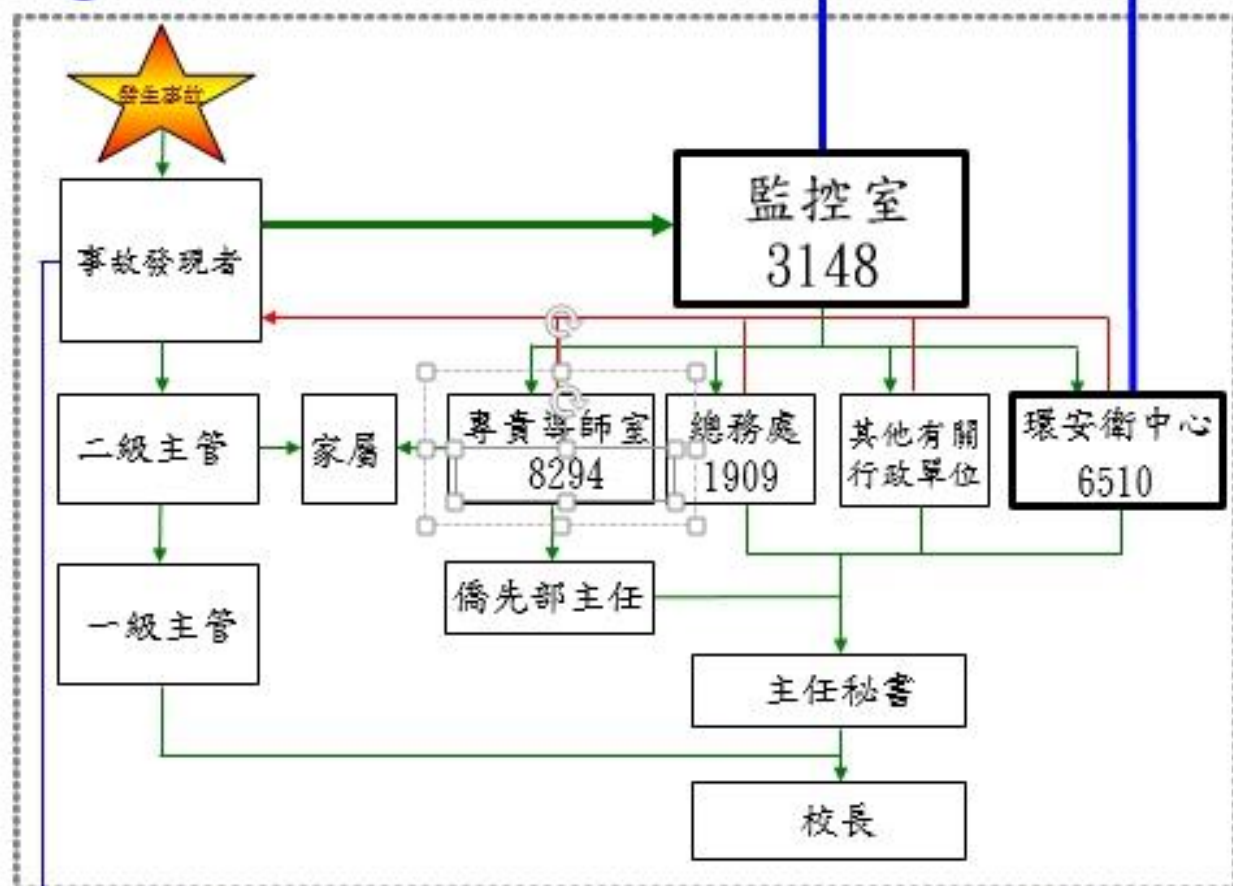 發生事故
監控室
3148
事故發現者
二級主管
家屬
專責導師室
8294
總務處
1909
其他有關
行政單位
環安衛中心
6510
一級主管
僑先部主任
主任秘書
校長